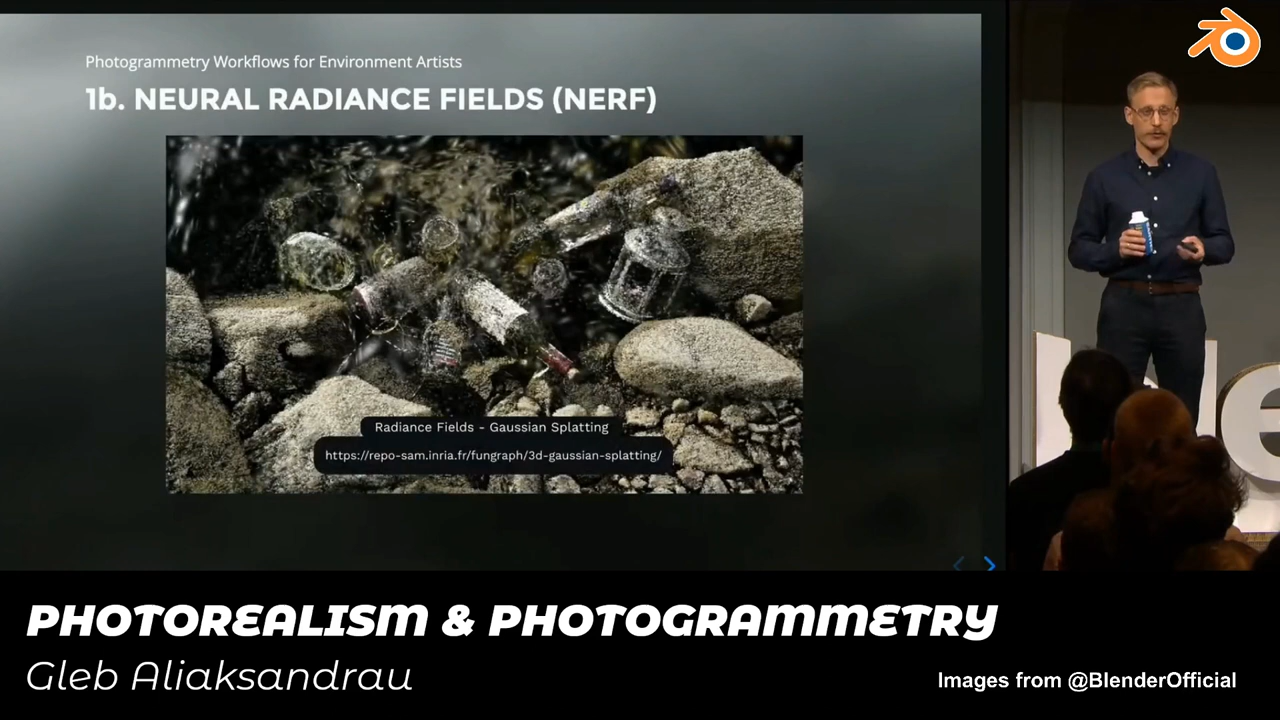 Photogrammetry Workflows for Environment Artists
1b. NEURAL RADIANCE FIELDS (NERF)
Radiance Fields - Gaussian Splatting
https://repo-sam.inria.fr/fungraph/3d-gaussian-splatting/
PHOTOREALISM & PHOTOGRAMMETRY
Gleb Aliaksandrau
Images from @BlenderOfficial